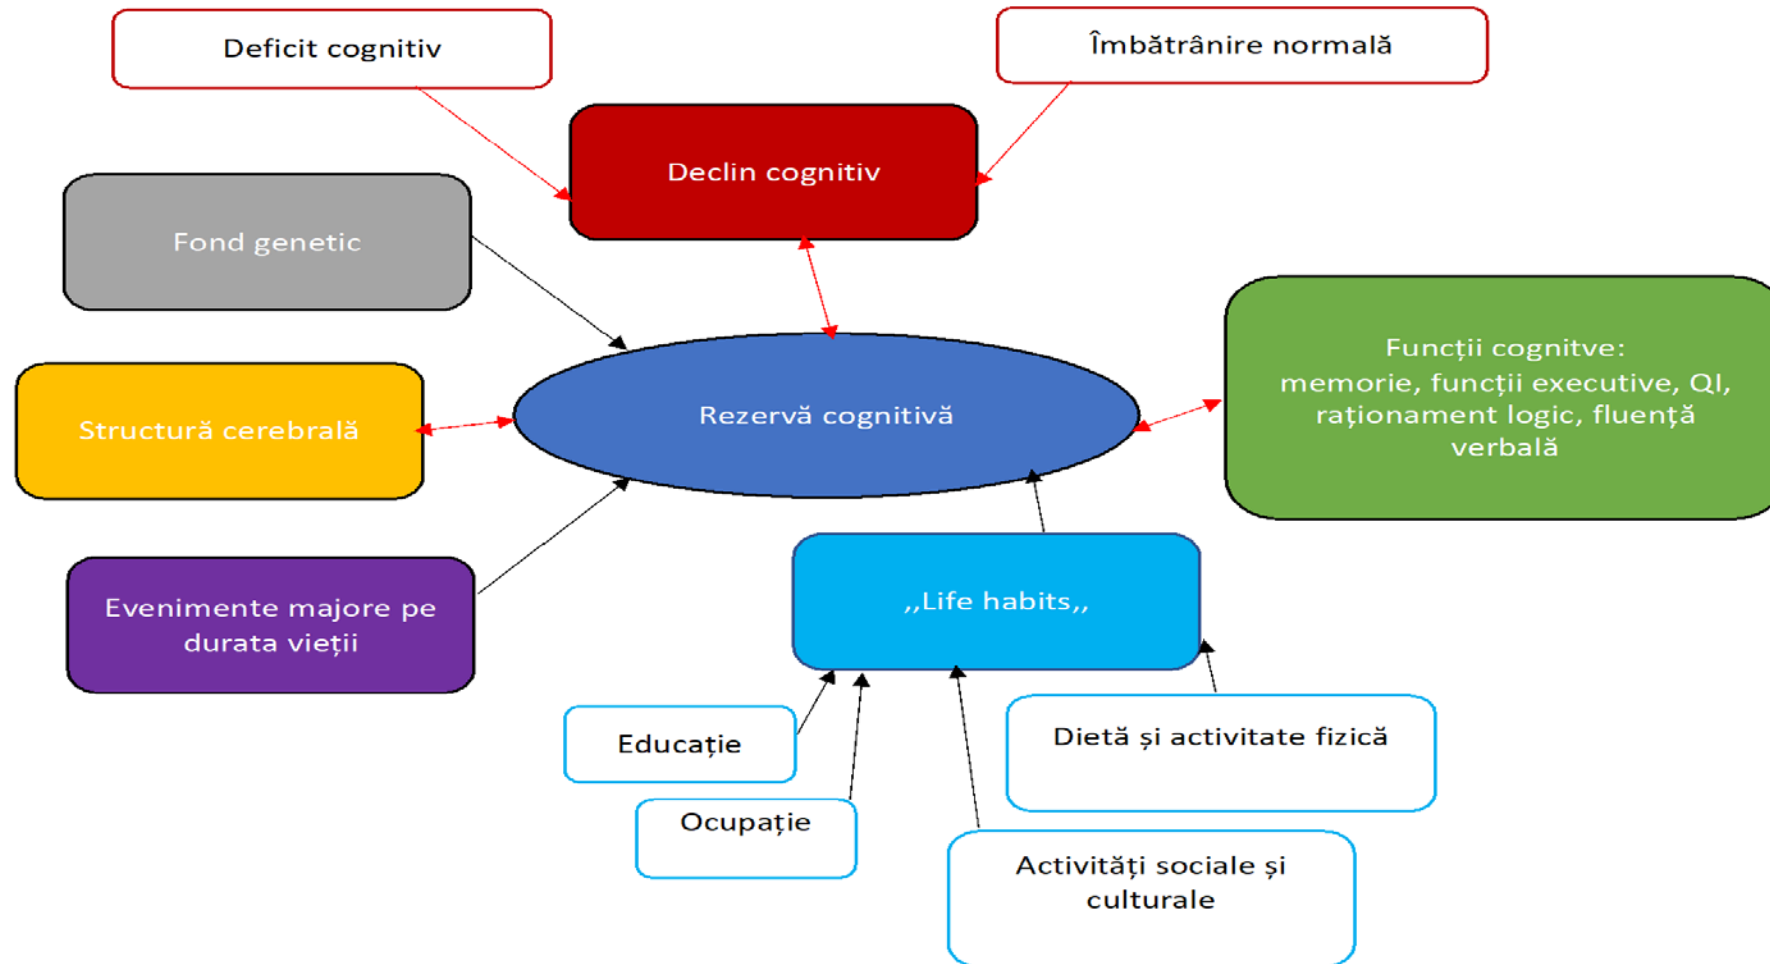 Deficit cognitiv
Îmbătrânire normală
Declin cognitiv
Fond genetic
Funcții cognitve:
memorie, funcții executive, QI,
raționament logic, fluență
verbală
Structură cerebrală
Rezervă cognitivă
Evenimente majore pe
durata vieții
,,Life habits,,
Educație
Dietă și activitate fizică
Ocupație
Activități sociale și
culturale